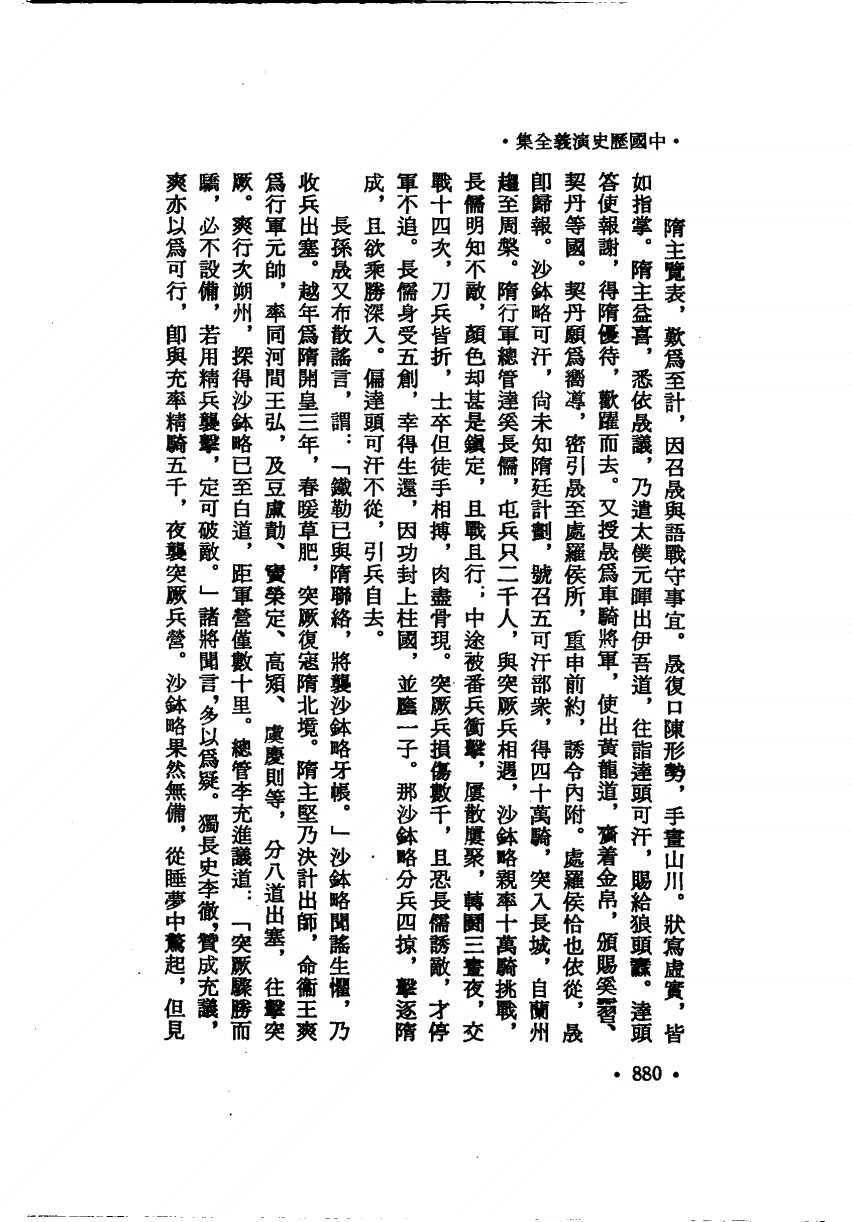 ・中國歷史演義全集・
隋主覽表，歎爲至計，因召晟與語戰守事宜。晟復口陳形勢，手畫山川。狀寫虛實，皆
如指掌。隋主益喜，悉依晟議，乃遣太僕元暉出伊吾道，往詣達頭可汗，賜給狼頭纛。達頭
答使報謝，得隋優待，歡躍而去。又授晟爲車騎將軍，使出黃龍道，齎着金帛，頒賜奚霫、
契丹等國。契丹願爲嚮導，密引晟至處羅侯所，重申前約，誘令內附。處羅侯恰也依從，晟
卽歸報。沙鉢略可汗，尙未知隋廷計劃，號召五可汗部衆，得四十萬騎，突入長城，自蘭州
趨至周槃。隋行軍總管達奚長儒，屯兵只二千人，與突厥兵相遇，沙鉢略親率十萬騎挑戰，
長儒明知不敵，顏色却甚是鎭定，且戰且行；中途被番兵衝擊，屢散屢聚，轉鬭三晝夜，交
戰十四次，刀兵皆折，士卒但徒手相搏，肉盡骨現。突厥兵損傷數千，且恐長儒誘敵，才停
軍不追。長儒身受五創，幸得生還，因功封上柱國，並廕一子。那沙鉢略分兵四掠，擊逐隋
成，且欲乘勝深入。偏達頭可汗不從，引兵自去。
長孫晟又布散謠言，謂：「鐵勒已與隋聯絡，將襲沙鉢略牙帳。」沙鉢略聞謠生懼，乃
收兵出塞。越年爲隋開皇三年，春暖草肥，突厥復寇隋北境。隋主堅乃決計出師，命衞王爽
爲行軍元帥，率同河間王弘，及豆盧勣、竇榮定、高熲、虞慶則等，分八道出塞，往擊突
厥。爽行次朔州，探得沙鉢略已至白道，距軍營僅數十里。總管李充進議道：「突厥驟勝而
驕，必不設備，若用精兵襲擊，定可破敵。」諸將聞言，多以爲疑。獨長史李徹，贊成充議，
爽亦以爲可行，卽與充率精騎五千，夜襲突厥兵營。沙鉢略果然無備，從睡夢中驚起，但見
・880・